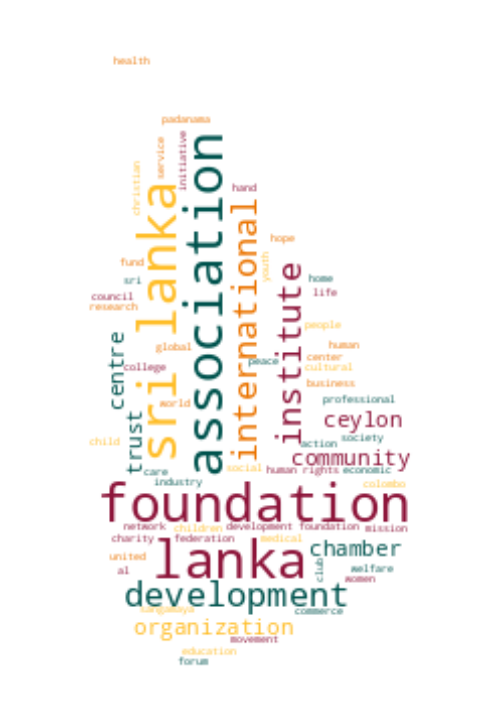 health
padanama
initiative
service
christian
association
sri lanka
hand
international
hope
youth
fund
sri
home
institute
council
life
research
people
centre
global
human
peace
center
college
cultural
business
world
professional
trust
ceylon
child
society
action
community
care
social
human rights
economic
industry
colombo
foundation
network
children
development foundation
mission
charity
federation
medical
lanka
chamber
united
club
al
welfare
women
development
sangamaya
commerce
organization
movement
education
forum